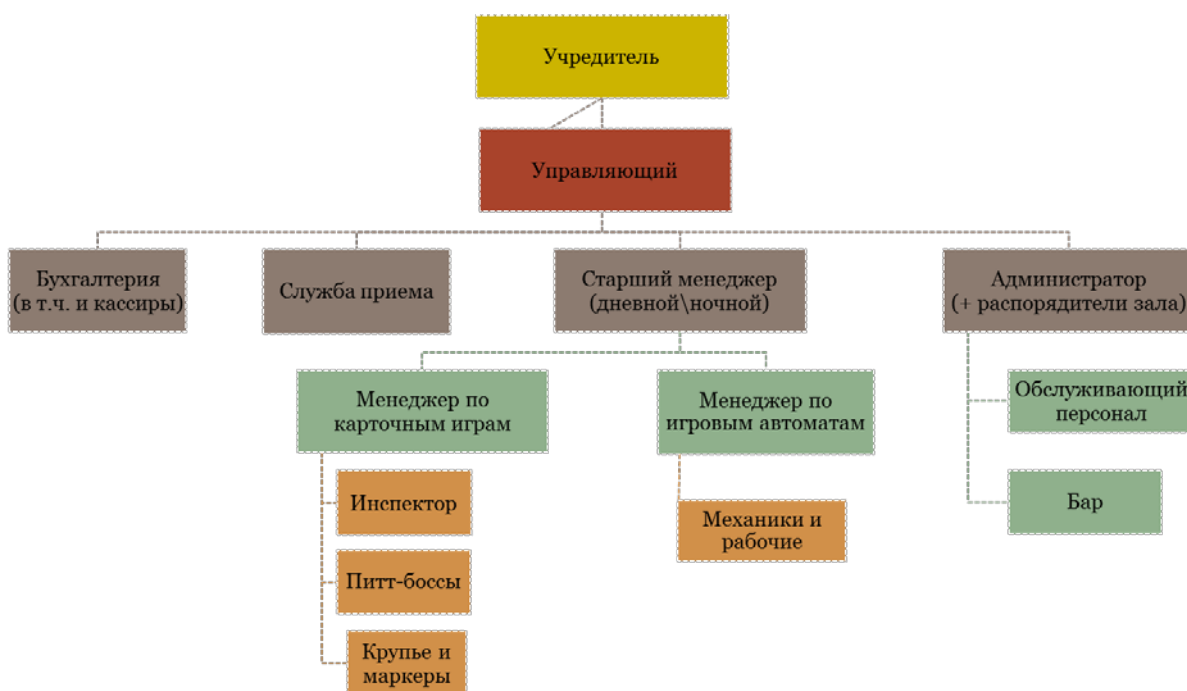 Учредитель
Управляющий
Бухгалтерия
(в т.ч. и кассиры)
Служба приема
Старший менеджер
(дневной\ночной)
Администратор
(+ распорядители зала)
Менеджер по
карточным играм
Менеджер по
игровым автоматам
Обслуживающий
персонал
Инспектор
Механики и
рабочие
Бар
Питт-боссы
Крупье и
маркеры